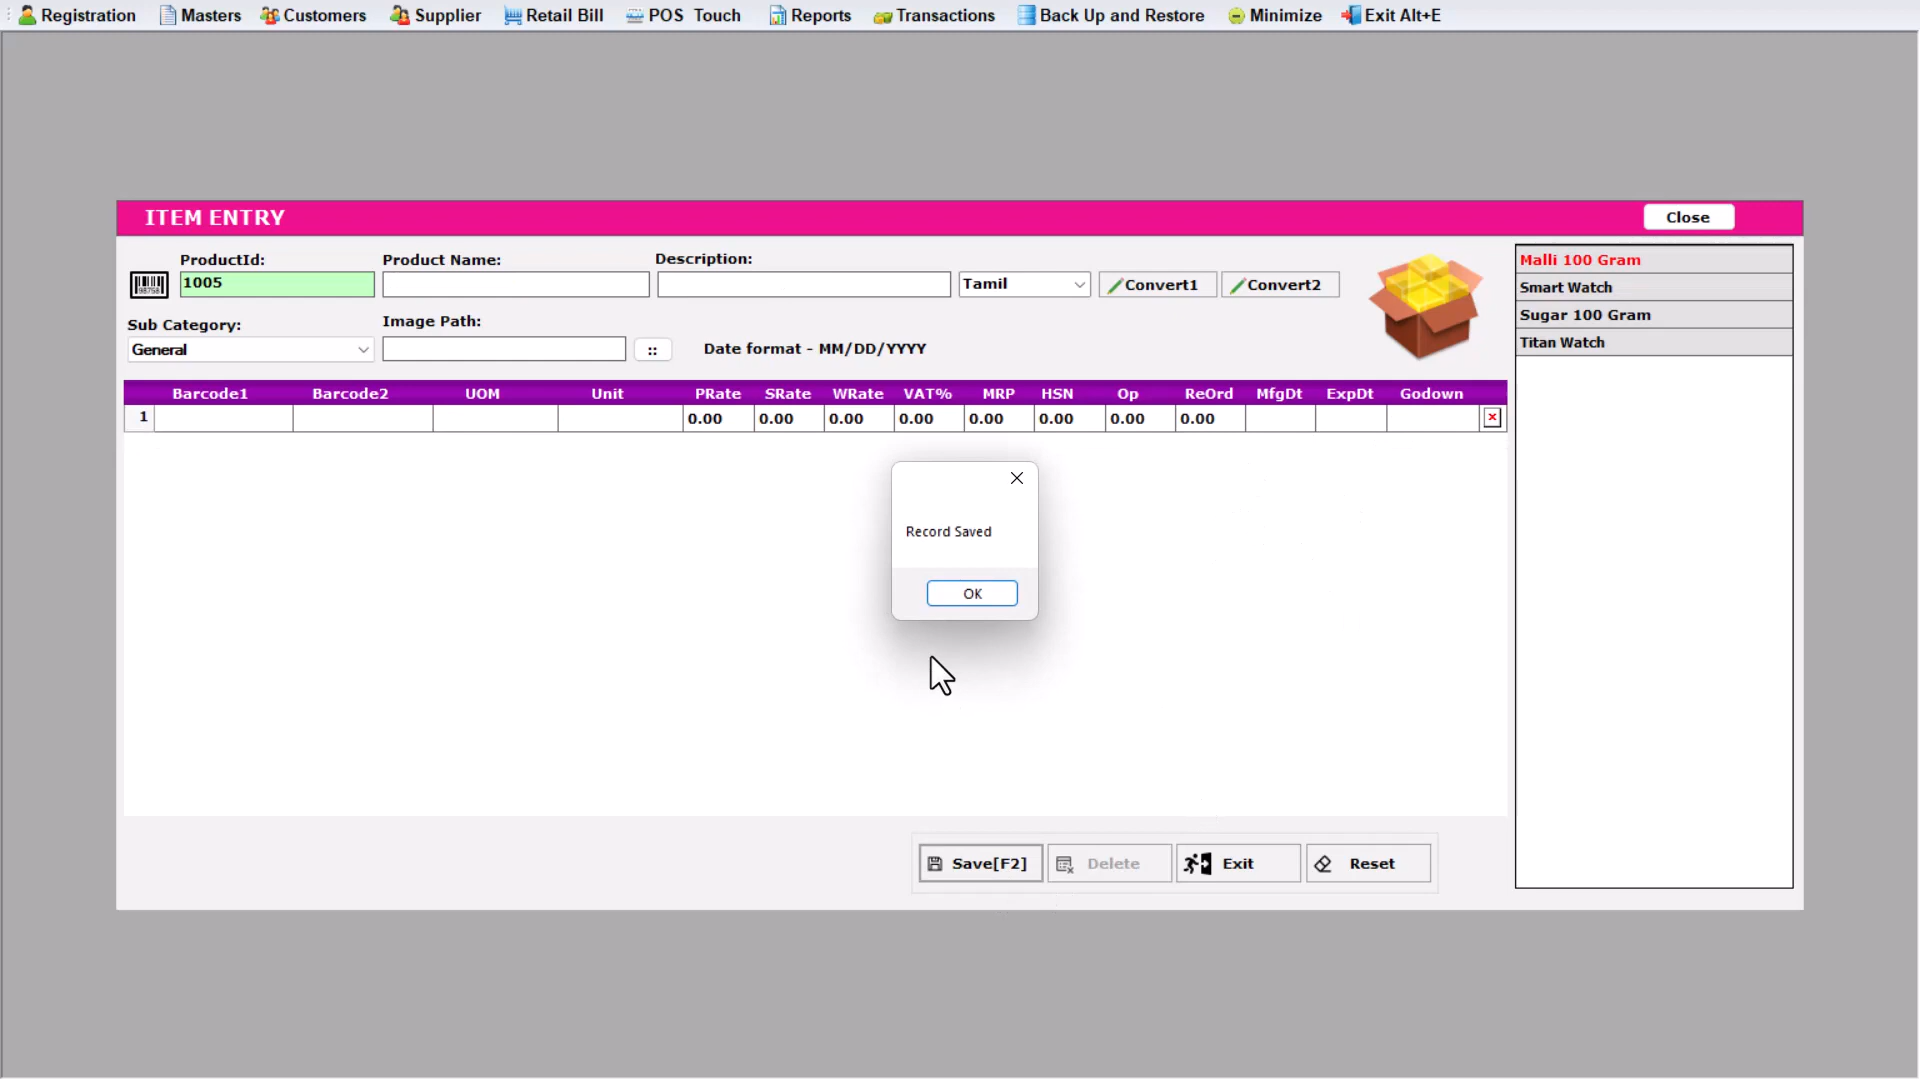 Registration Masters Customers Supplier Retail Bill POS Touch Reports Transactions Back Up and Restore Minimize Exit Alt+E
ITEM ENTRY Close
ProductId: Product Name: Description:
1005 Tamil Convert1 Convert2
Sub Category: Image Path:
General :: Date format - MM/DD/YYYY
Barcode1 Barcode2 UOM Unit PRate SRate WRate VAT% MRP HSN Op ReOrd MfgDt ExpDt Godown
1 0.00 0.00 0.00 0.00 0.00 0.00 0.00 0.00
Malli 100 Gram
Smart Watch
Sugar 100 Gram
Titan Watch
Record Saved
OK
Save[F2] Delete Exit Reset